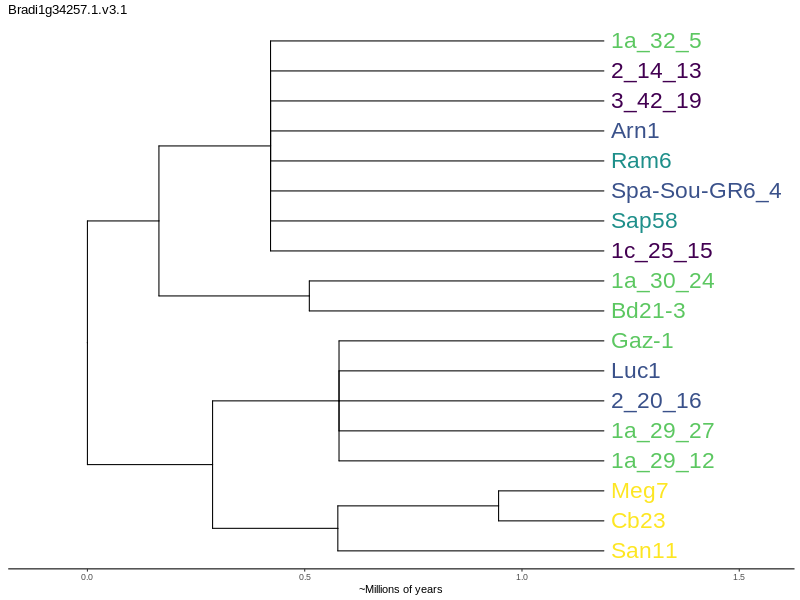 Bradi1g34257.1.v3.1
1a_32_5
2_14_13
3_42_19
Arn1
Ram6
Spa-Sou-GR6_4
Sap58
1c_25_15
1a_30_24
Bd21-3
Gaz-1
Luc1
2_20_16
1a_29_27
1a_29_12
Meg7
Cb23
San11
0.0 0.5 1.0 1.5
~Millions of years